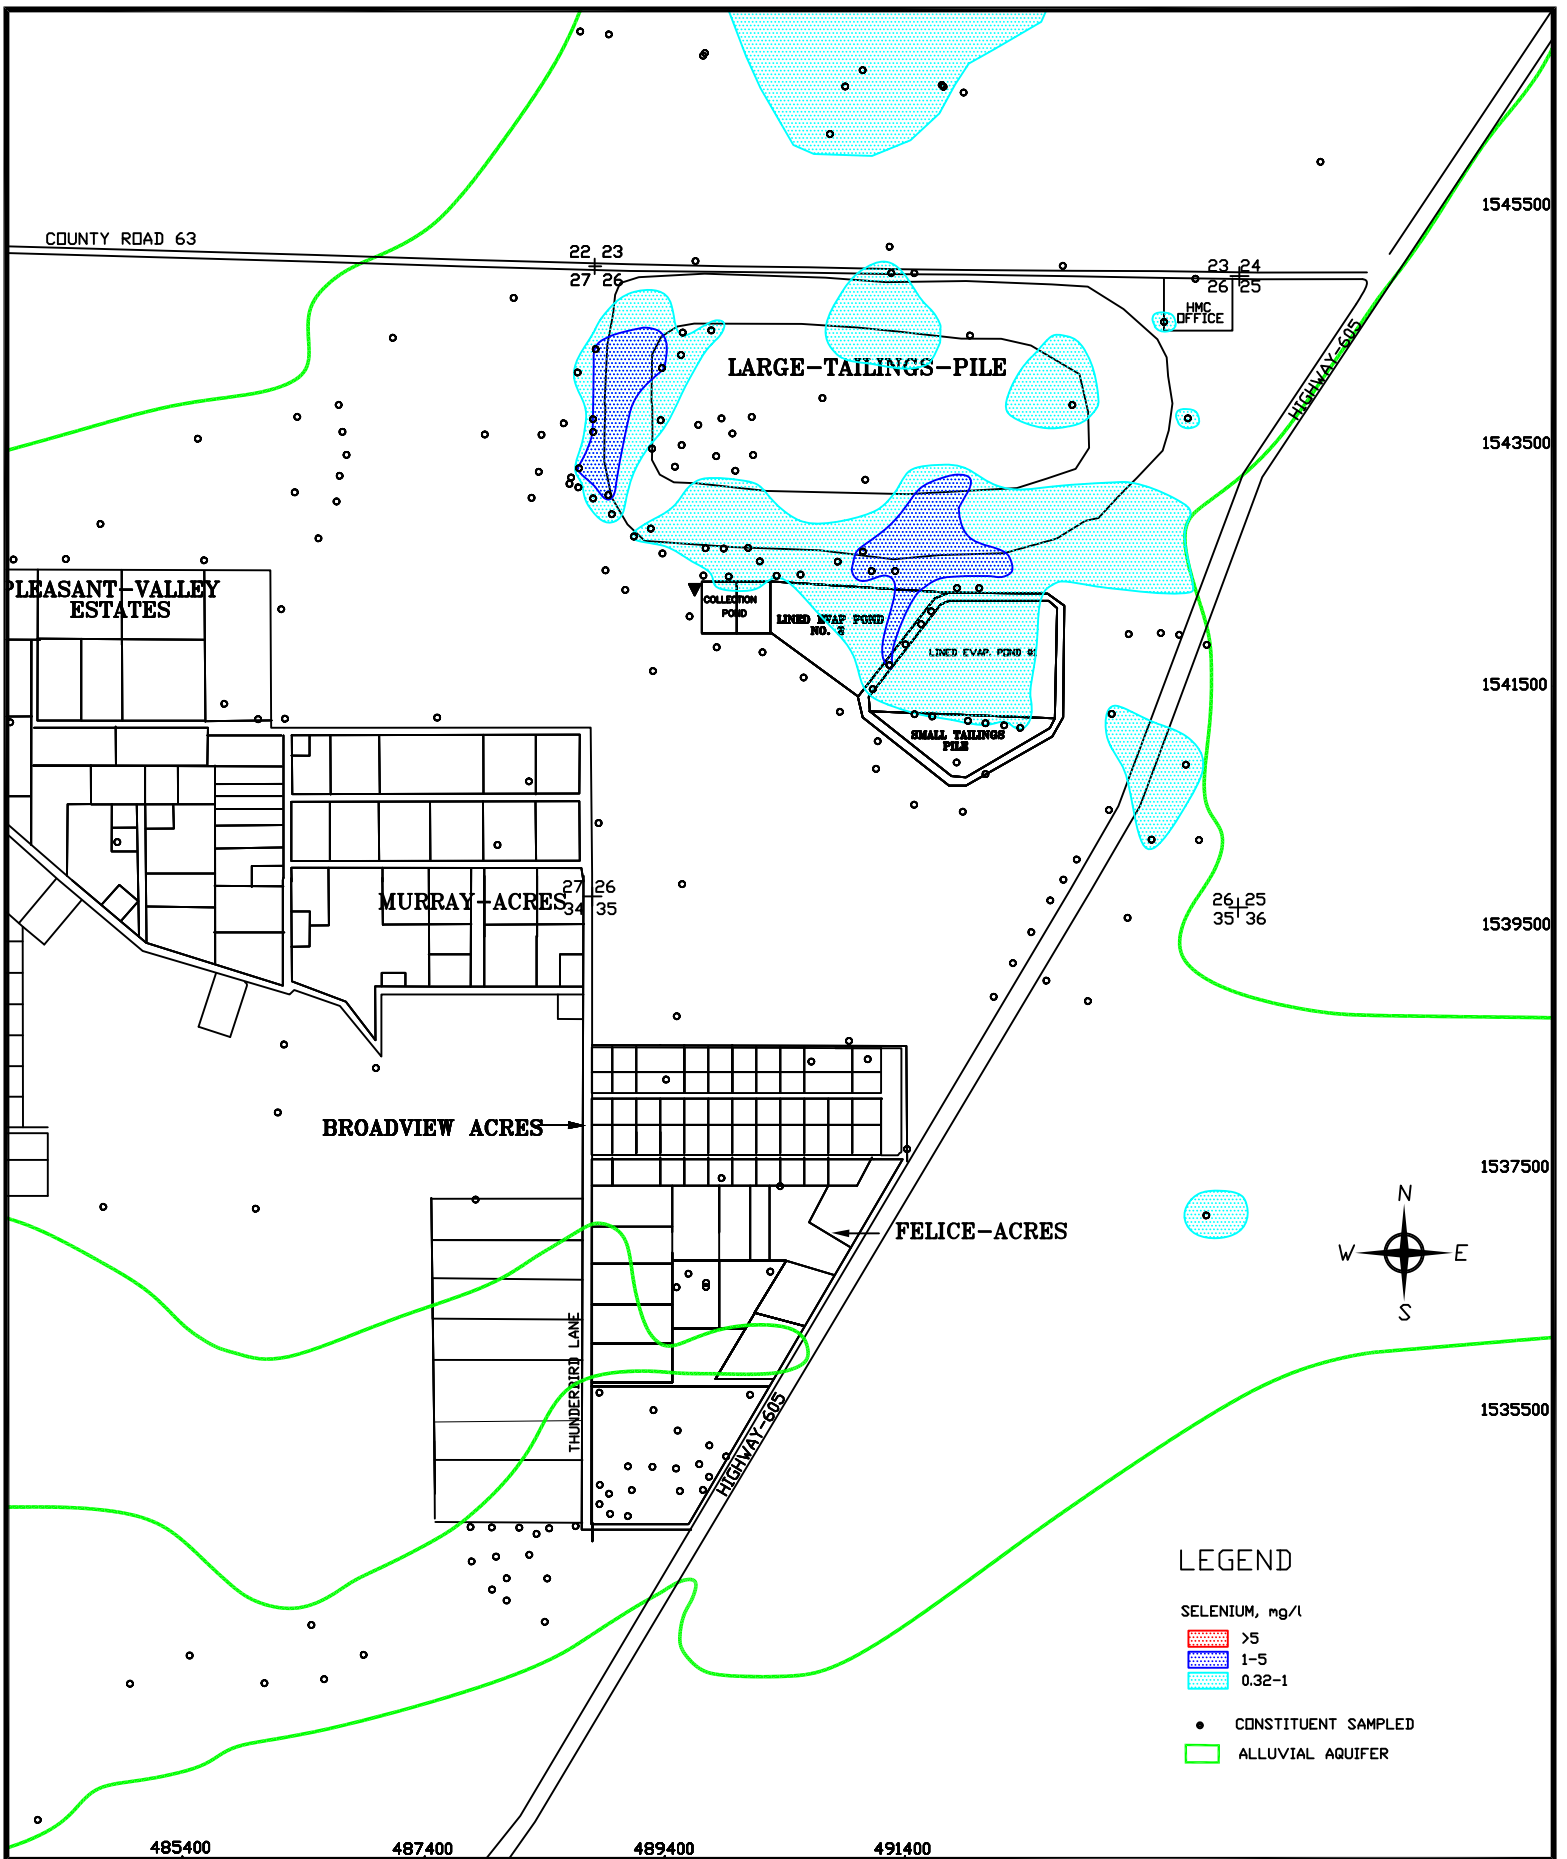 1545500
COUNTY ROAD 63
22 23
27 26
23 24
26 25
HMC
OFFICE
HIGHWAY-605
LARGE-TAILINGS-PILE
1543500
PLEASANT-VALLEY
ESTATES
COLLECTION
POND
LINED EVAP POND
NO. 2
LINED EVAP. POND #1
1541500
SMALL TAILINGS
PILE
MURRAY-ACRES
27 26
34 35
26 25
35 36
1539500
BROADVIEW ACRES
1537500
N
W E
S
FELICE-ACRES
THUNDERBIRD LANE
HIGHWAY-605
1535500
LEGEND
SELENIUM, mg/l
>5
1-5
0.32-1
CONSTITUENT SAMPLED
ALLUVIAL AQUIFER
485400
487400
489400
491400